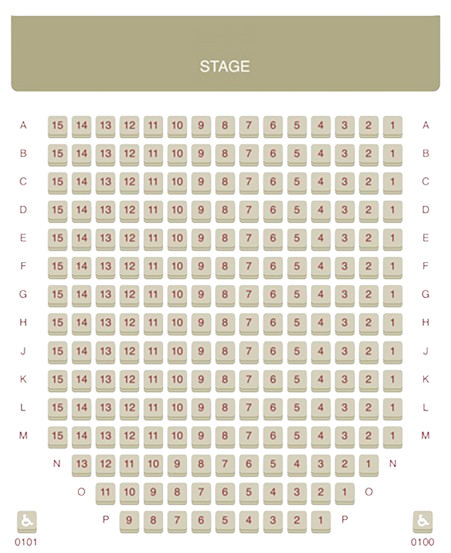 STAGE
A 15 14 13 12 11 10 9 8 7 6 5 4 3 2 1 A
B 15 14 13 12 11 10 9 8 7 6 5 4 3 2 1 B
C 15 14 13 12 11 10 9 8 7 6 5 4 3 2 1 C
D 15 14 13 12 11 10 9 8 7 6 5 4 3 2 1 D
E 15 14 13 12 11 10 9 8 7 6 5 4 3 2 1 E
F 15 14 13 12 11 10 9 8 7 6 5 4 3 2 1 F
G 15 14 13 12 11 10 9 8 7 6 5 4 3 2 1 G
H 15 14 13 12 11 10 9 8 7 6 5 4 3 2 1 H
J 15 14 13 12 11 10 9 8 7 6 5 4 3 2 1 J
K 15 14 13 12 11 10 9 8 7 6 5 4 3 2 1 K
L 15 14 13 12 11 10 9 8 7 6 5 4 3 2 1 L
M 15 14 13 12 11 10 9 8 7 6 5 4 3 2 1 M
N 13 12 11 10 9 8 7 6 5 4 3 2 1 N
O 11 10 9 8 7 6 5 4 3 2 1 O
P 9 8 7 6 5 4 3 2 1 P
0101 0100